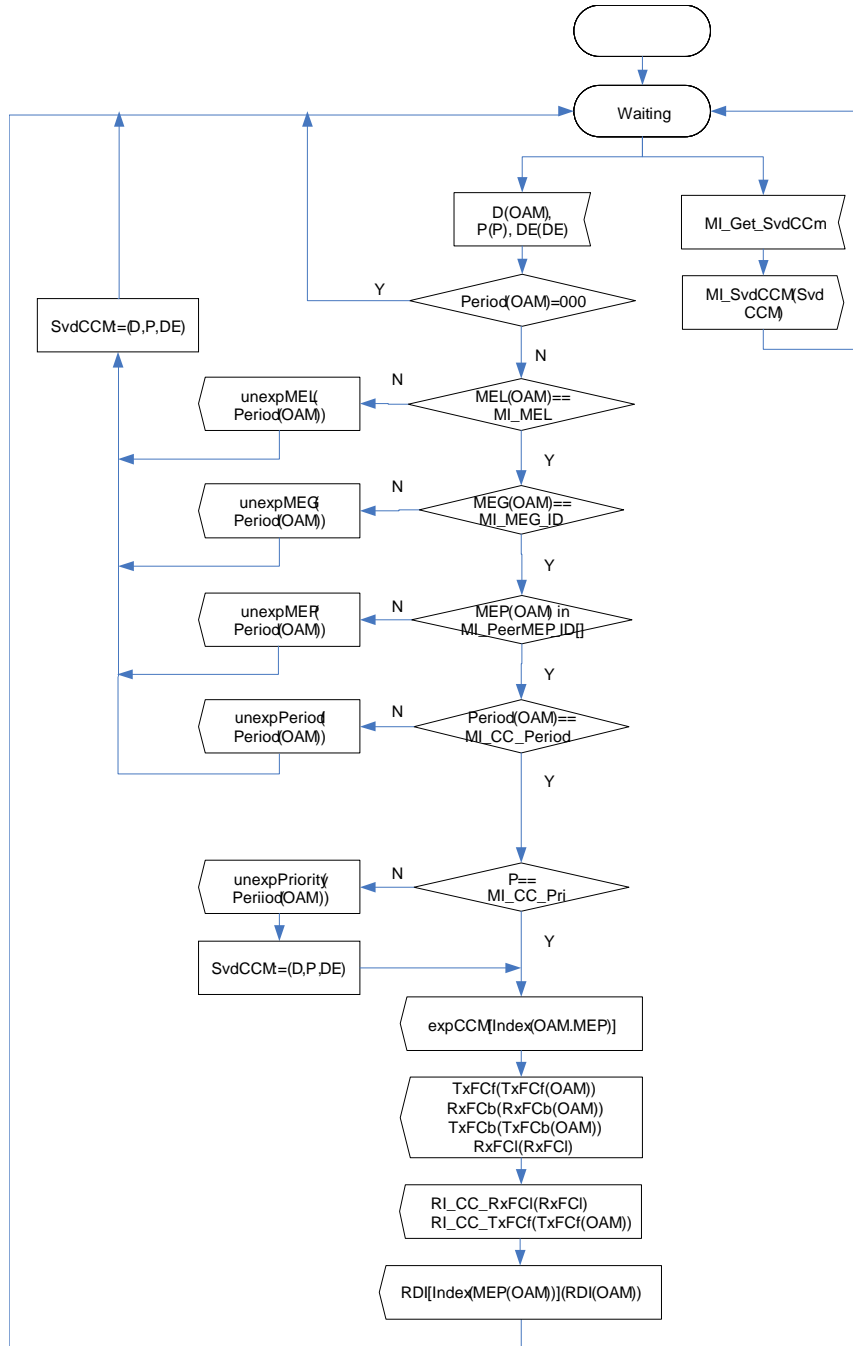 Waiting
D(OAM),
P(P), DE(DE)
MI_Get_SvdCCm
Y
Period(OAM)=000
MI_SvdCCM(Svd
CCM)
SvdCCM:=(D,P,DE)
N
unexpMEL(
Period(OAM))
N
MEL(OAM)==
MI_MEL
Y
unexpMEG(
Period(OAM))
N
MEG(OAM)==
MI_MEG_ID
Y
unexpMEP(
Period(OAM))
N
MEP(OAM) in
MI_PeerMEP_ID[]
Y
unexpPeriod(
Period(OAM))
N
Period(OAM)==
MI_CC_Period
Y
unexpPriority(
Periiod(OAM))
N
P==
MI_CC_Pri
Y
SvdCCM:=(D,P,DE)
expCCM[Index(OAM.MEP)]
TxFCf(TxFCf(OAM))
RxFCb(RxFCb(OAM))
TxFCb(TxFCb(OAM))
RxFCl(RxFCl)
RI_CC_RxFCl(RxFCl)
RI_CC_TxFCf(TxFCf(OAM))
RDI[Index(MEP(OAM))](RDI(OAM))